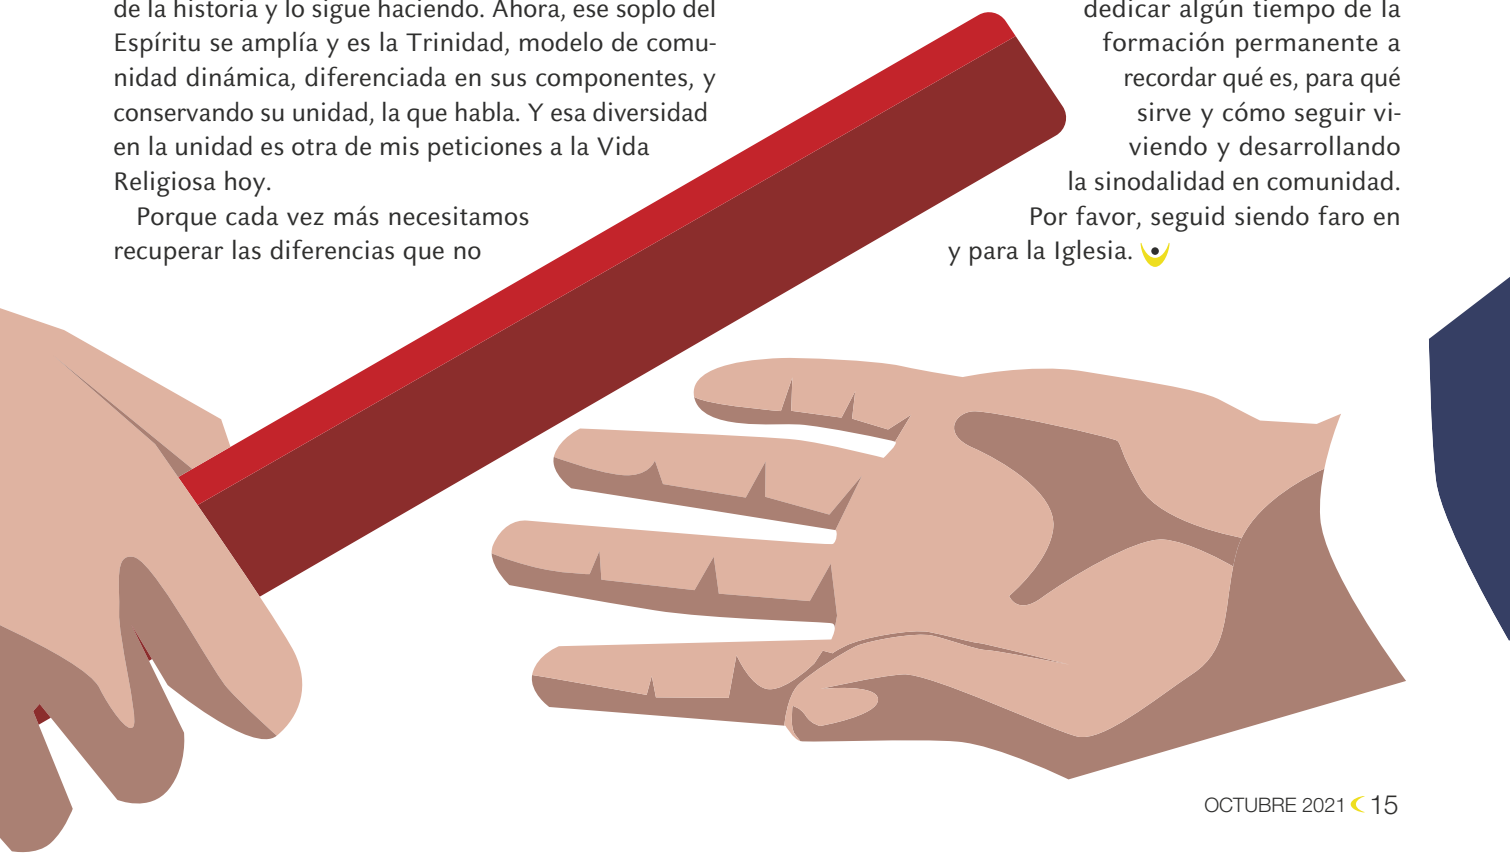 de la historia y lo sigue haciendo. Ahora, ese soplo del
Espíritu se amplía y es la Trinidad, modelo de comu-
nidad dinámica, diferenciada en sus componentes, y
conservando su unidad, la que habla. Y esa diversidad
en la unidad es otra de mis peticiones a la Vida
Religiosa hoy.
Porque cada vez más necesitamos
recuperar las diferencias que no
dedicar algún tiempo de la
formación permanente a
recordar qué es, para qué
sirve y cómo seguir vi-
viendo y desarrollando
la sinodalidad en comunidad.
Por favor, seguid siendo faro en
y para la Iglesia.
OCTUBRE 2021 15